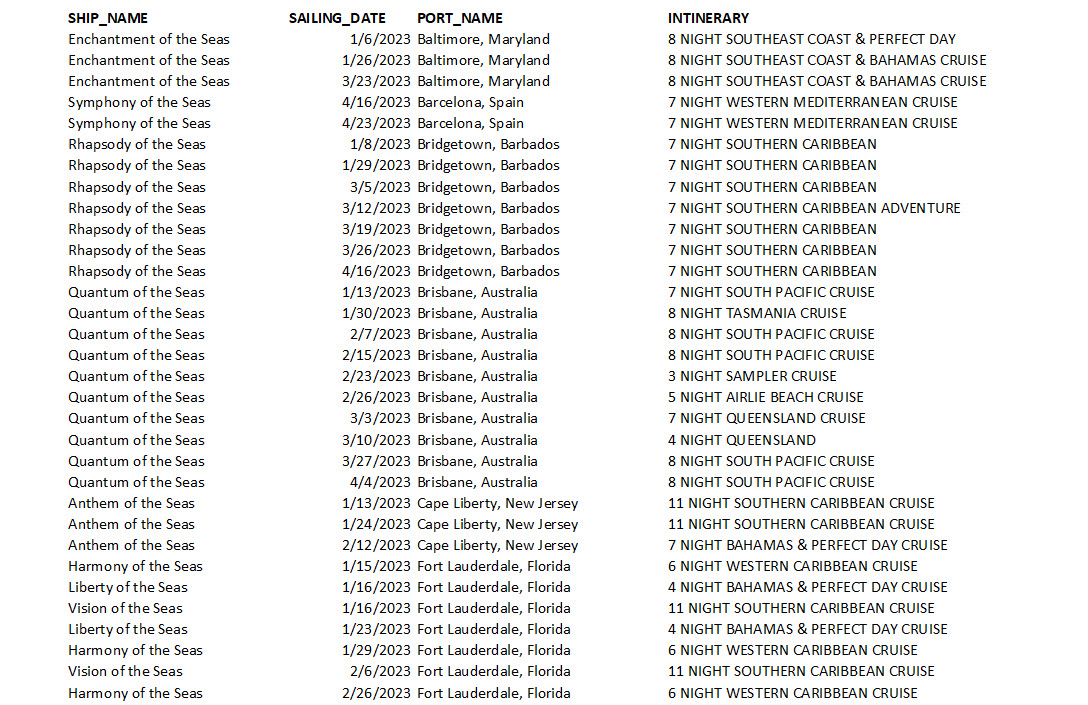 SHIP_NAME SAILING_DATE PORT_NAME INTINERARY
Enchantment of the Seas 1/6/2023 Baltimore, Maryland 8 NIGHT SOUTHEAST COAST & PERFECT DAY
Enchantment of the Seas 1/26/2023 Baltimore, Maryland 8 NIGHT SOUTHEAST COAST & BAHAMAS CRUISE
Enchantment of the Seas 3/23/2023 Baltimore, Maryland 8 NIGHT SOUTHEAST COAST & BAHAMAS CRUISE
Symphony of the Seas 4/16/2023 Barcelona, Spain 7 NIGHT WESTERN MEDITERRANEAN CRUISE
Symphony of the Seas 4/23/2023 Barcelona, Spain 7 NIGHT WESTERN MEDITERRANEAN CRUISE
Rhapsody of the Seas 1/8/2023 Bridgetown, Barbados 7 NIGHT SOUTHERN CARIBBEAN
Rhapsody of the Seas 1/29/2023 Bridgetown, Barbados 7 NIGHT SOUTHERN CARIBBEAN
Rhapsody of the Seas 3/5/2023 Bridgetown, Barbados 7 NIGHT SOUTHERN CARIBBEAN
Rhapsody of the Seas 3/12/2023 Bridgetown, Barbados 7 NIGHT SOUTHERN CARIBBEAN ADVENTURE
Rhapsody of the Seas 3/19/2023 Bridgetown, Barbados 7 NIGHT SOUTHERN CARIBBEAN
Rhapsody of the Seas 3/26/2023 Bridgetown, Barbados 7 NIGHT SOUTHERN CARIBBEAN
Rhapsody of the Seas 4/16/2023 Bridgetown, Barbados 7 NIGHT SOUTHERN CARIBBEAN
Quantum of the Seas 1/13/2023 Brisbane, Australia 7 NIGHT SOUTH PACIFIC CRUISE
Quantum of the Seas 1/30/2023 Brisbane, Australia 8 NIGHT TASMANIA CRUISE
Quantum of the Seas 2/7/2023 Brisbane, Australia 8 NIGHT SOUTH PACIFIC CRUISE
Quantum of the Seas 2/15/2023 Brisbane, Australia 8 NIGHT SOUTH PACIFIC CRUISE
Quantum of the Seas 2/23/2023 Brisbane, Australia 3 NIGHT SAMPLER CRUISE
Quantum of the Seas 2/26/2023 Brisbane, Australia 5 NIGHT AIRLIE BEACH CRUISE
Quantum of the Seas 3/3/2023 Brisbane, Australia 7 NIGHT QUEENSLAND CRUISE
Quantum of the Seas 3/10/2023 Brisbane, Australia 4 NIGHT QUEENSLAND
Quantum of the Seas 3/27/2023 Brisbane, Australia 8 NIGHT SOUTH PACIFIC CRUISE
Quantum of the Seas 4/4/2023 Brisbane, Australia 8 NIGHT SOUTH PACIFIC CRUISE
Anthem of the Seas 1/13/2023 Cape Liberty, New Jersey 11 NIGHT SOUTHERN CARIBBEAN CRUISE
Anthem of the Seas 1/24/2023 Cape Liberty, New Jersey 11 NIGHT SOUTHERN CARIBBEAN CRUISE
Anthem of the Seas 2/12/2023 Cape Liberty, New Jersey 7 NIGHT BAHAMAS & PERFECT DAY CRUISE
Harmony of the Seas 1/15/2023 Fort Lauderdale, Florida 6 NIGHT WESTERN CARIBBEAN CRUISE
Liberty of the Seas 1/16/2023 Fort Lauderdale, Florida 4 NIGHT BAHAMAS & PERFECT DAY CRUISE
Vision of the Seas 1/16/2023 Fort Lauderdale, Florida 11 NIGHT SOUTHERN CARIBBEAN CRUISE
Liberty of the Seas 1/23/2023 Fort Lauderdale, Florida 4 NIGHT BAHAMAS & PERFECT DAY CRUISE
Harmony of the Seas 1/29/2023 Fort Lauderdale, Florida 6 NIGHT WESTERN CARIBBEAN CRUISE
Vision of the Seas 2/6/2023 Fort Lauderdale, Florida 11 NIGHT SOUTHERN CARIBBEAN CRUISE
Harmony of the Seas 2/26/2023 Fort Lauderdale, Florida 6 NIGHT WESTERN CARIBBEAN CRUISE